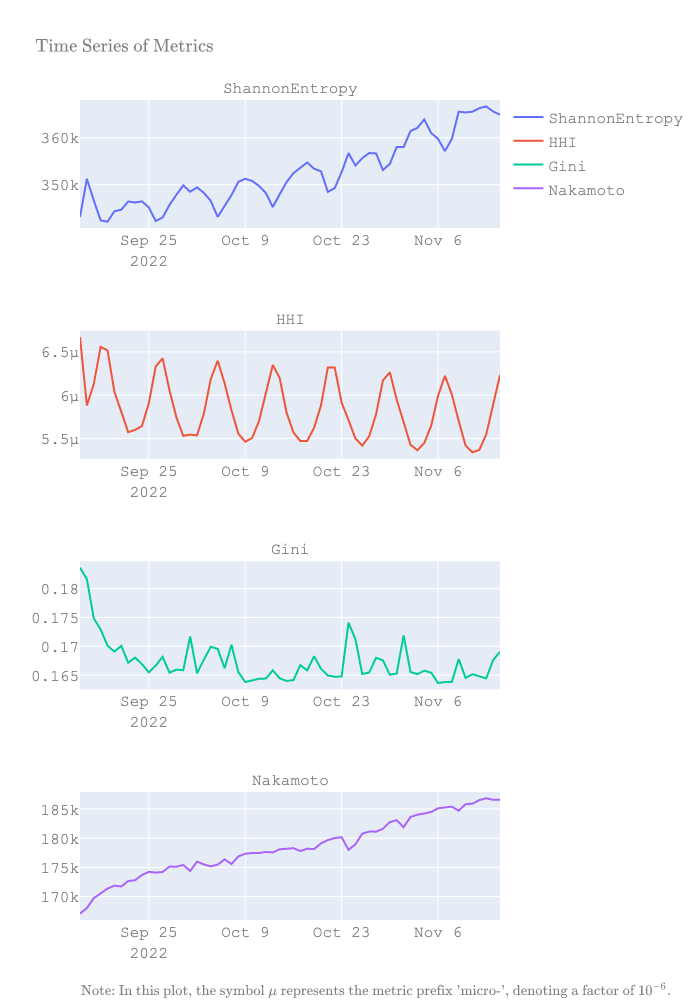 Time Series of Metrics
ShannonEntropy
360k
350k
Sep 25
2022
Oct 9
Oct 23
Nov 6
ShannonEntropy
HHI
Gini
Nakamoto
HHI
6.5μ
6μ
5.5μ
Sep 25
2022
Oct 9
Oct 23
Nov 6
Gini
0.18
0.175
0.17
0.165
Sep 25
2022
Oct 9
Oct 23
Nov 6
Nakamoto
185k
180k
175k
170k
Sep 25
2022
Oct 9
Oct 23
Nov 6
Note: In this plot, the symbol μ represents the metric prefix 'micro-', denoting a factor of 10⁻⁶.